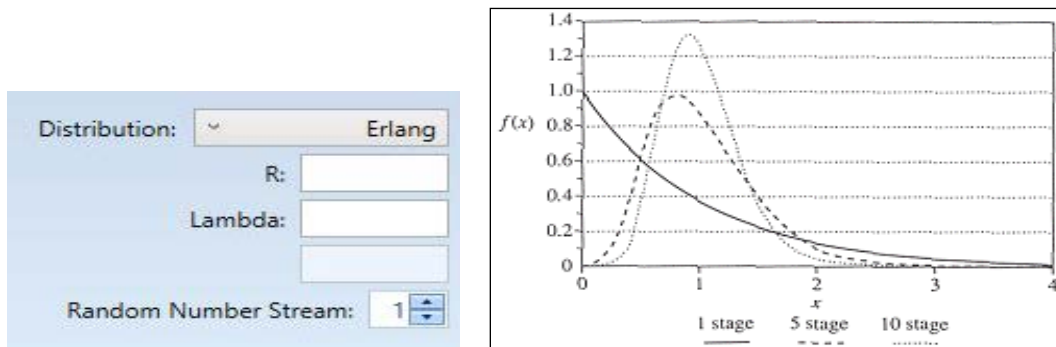 Distribution: Erlang
R:
Lambda:
Random Number Stream: 1
1.4
1.2
1.0
f(x) 0.8
0.6
0.4
0.2
0
0 1 2 3 4
x
1 stage 5 stage 10 stage